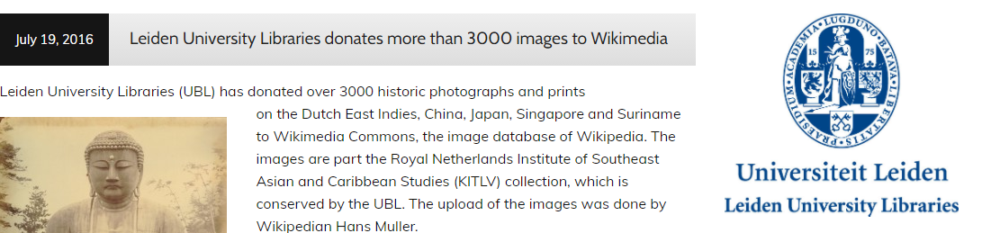 July 19, 2016
Leiden University Libraries donates more than 3000 images to Wikimedia
Leiden University Libraries (UBL) has donated over 3000 historic photographs and prints
on the Dutch East Indies, China, Japan, Singapore and Suriname
to Wikimedia Commons, the image database of Wikipedia. The
images are part the Royal Netherlands Institute of Southeast
Asian and Caribbean Studies (KITLV) collection, which is
conserved by the UBL. The upload of the images was done by
Wikipedian Hans Muller.
ACADEMIA·LUGDUNO·BATAVA·LIBERTATIS·PRAESIDIUM
15 75
Universiteit Leiden
Leiden University Libraries